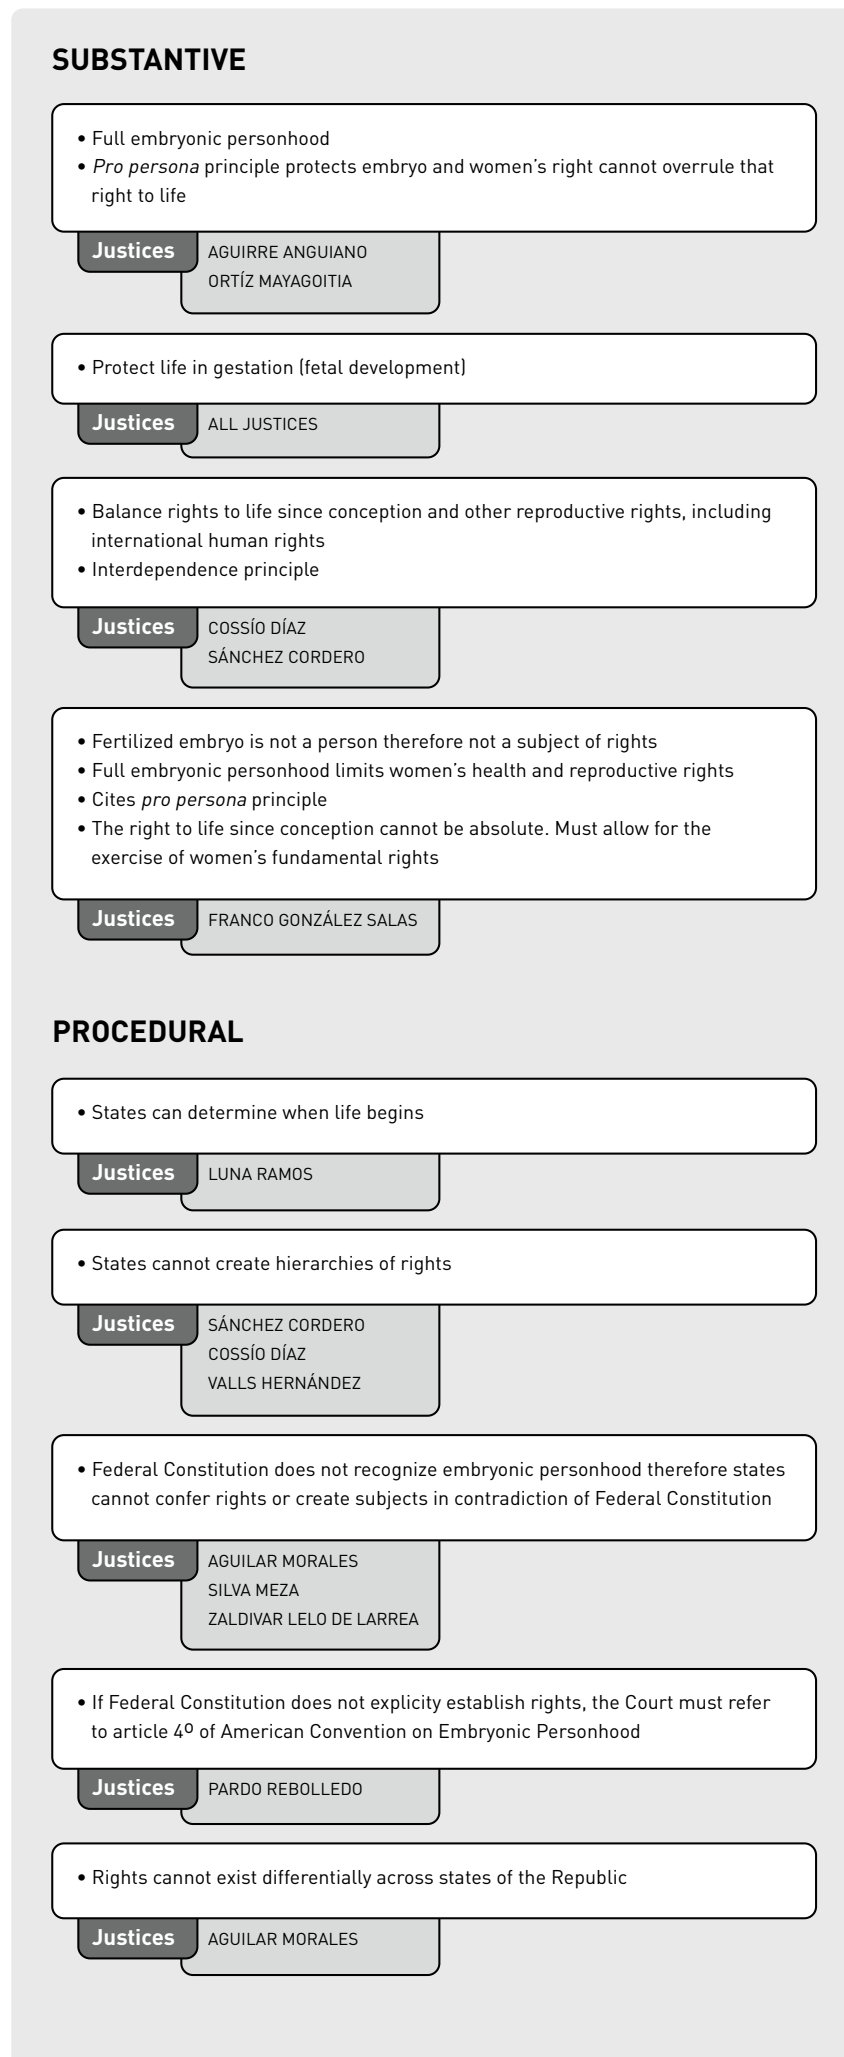 SUBSTANTIVE
• Full embryonic personhood
• Pro persona principle protects embryo and women's right cannot overrule that
right to life
Justices
AGUIRRE ANGUIANO
ORTÍZ MAYAGOITIA
• Protect life in gestation (fetal development)
Justices
ALL JUSTICES
• Balance rights to life since conception and other reproductive rights, including
international human rights
• Interdependence principle
Justices
COSSÍO DÍAZ
SÁNCHEZ CORDERO
• Fertilized embryo is not a person therefore not a subject of rights
• Full embryonic personhood limits women's health and reproductive rights
• Cites pro persona principle
• The right to life since conception cannot be absolute. Must allow for the
exercise of women's fundamental rights
Justices
FRANCO GONZÁLEZ SALAS
PROCEDURAL
• States can determine when life begins
Justices
LUNA RAMOS
• States cannot create hierarchies of rights
Justices
SÁNCHEZ CORDERO
COSSÍO DÍAZ
VALLS HERNÁNDEZ
• Federal Constitution does not recognize embryonic personhood therefore states
cannot confer rights or create subjects in contradiction of Federal Constitution
Justices
AGUILAR MORALES
SILVA MEZA
ZALDIVAR LELO DE LARREA
• If Federal Constitution does not explicity establish rights, the Court must refer
to article 4º of American Convention on Embryonic Personhood
Justices
PARDO REBOLLEDO
• Rights cannot exist differentially across states of the Republic
Justices
AGUILAR MORALES